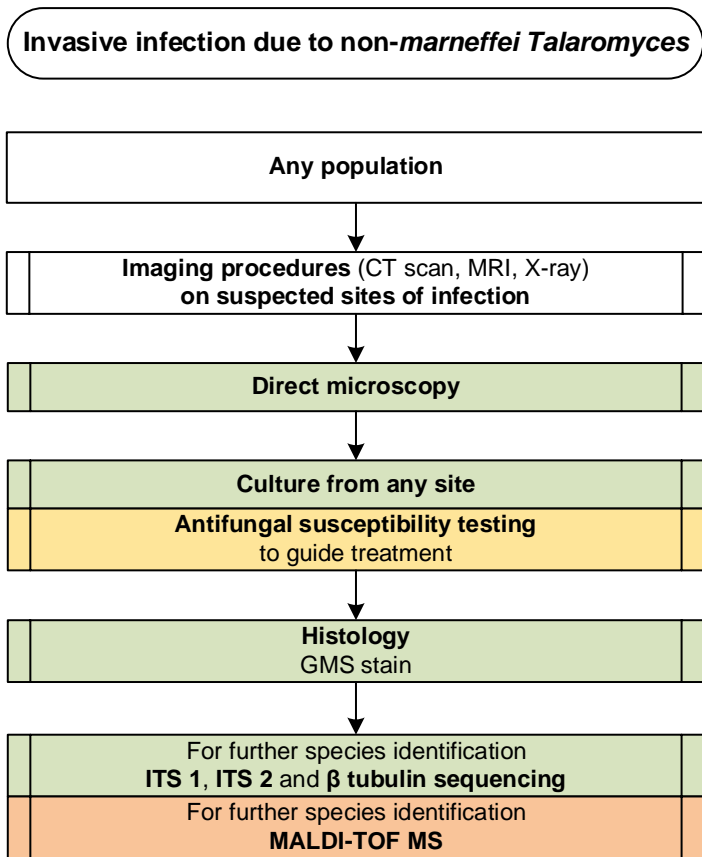 Invasive infection due to non-marneffei Talaromyces
Any population
Imaging procedures (CT scan, MRI, X-ray)
on suspected sites of infection
Direct microscopy
Culture from any site
Antifungal susceptibility testing
to guide treatment
Histology
GMS stain
For further species identification
ITS 1, ITS 2 and β tubulin sequencing
For further species identification
MALDI-TOF MS